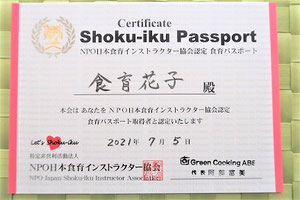 Certificate
Shoku-iku Passport
NPO日本食育インストラクター協会認定 食育パスポート
食育花子 殿
本会は あなたを NPO日本食育インストラクター協会
食育パスポート取得者と認定いたします
Let's Shoku-iku
2021年 7月 5日
特定非営利活動法人
NPO日本食育インストラクター協会
NPO Japan Shoku-iku Instructor Association
Green Cooking ABE
代表 阿部富美